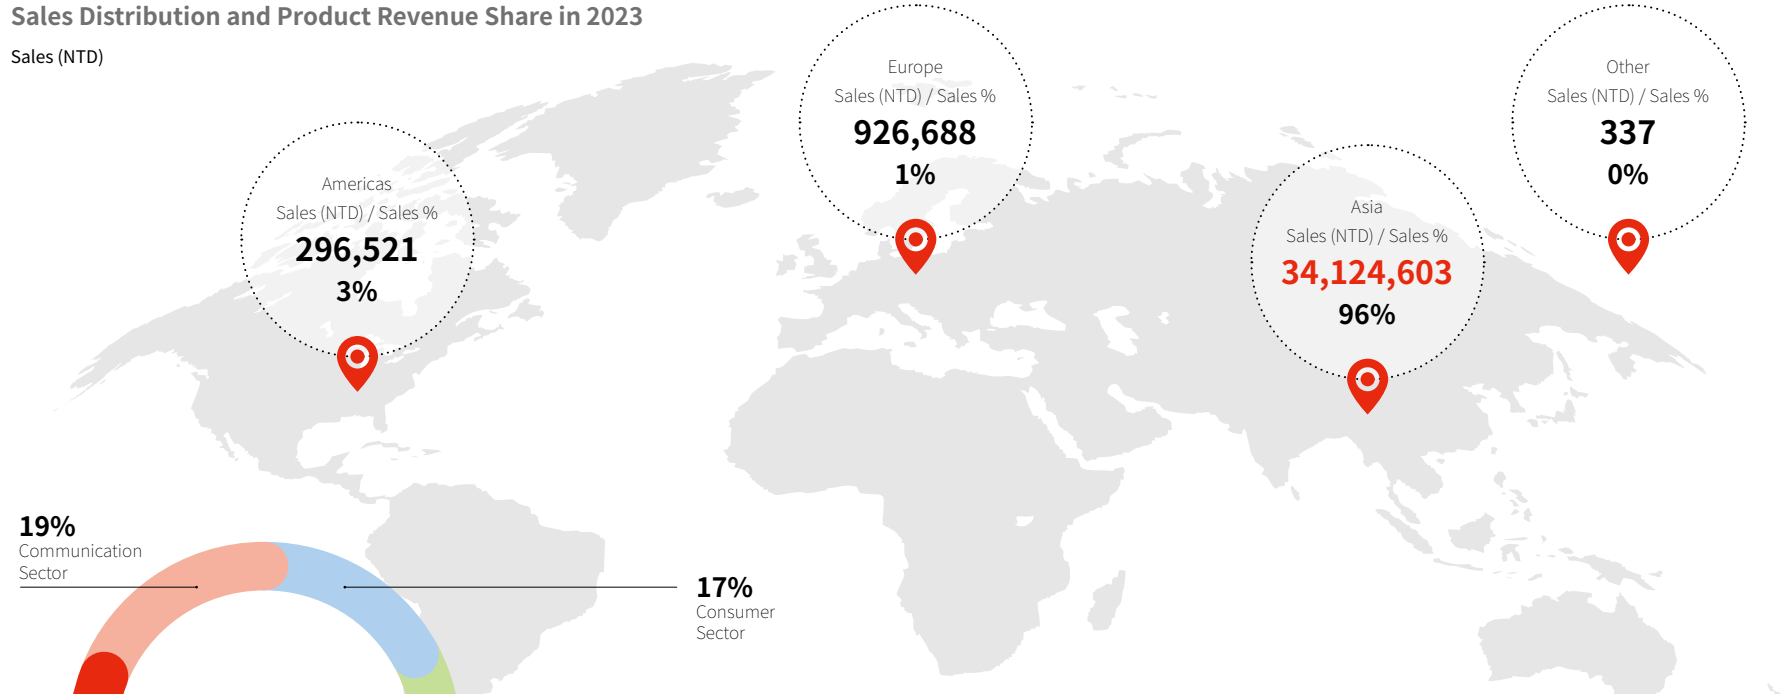 Sales Distribution and Product Revenue Share in 2023
Sales (NTD)
Americas
Sales (NTD) / Sales %
296,521
3%
Europe
Sales (NTD) / Sales %
926,688
1%
Asia
Sales (NTD) / Sales %
34,124,603
96%
Other
Sales (NTD) / Sales %
337
0%
19%
Communication
Sector
17%
Consumer
Sector